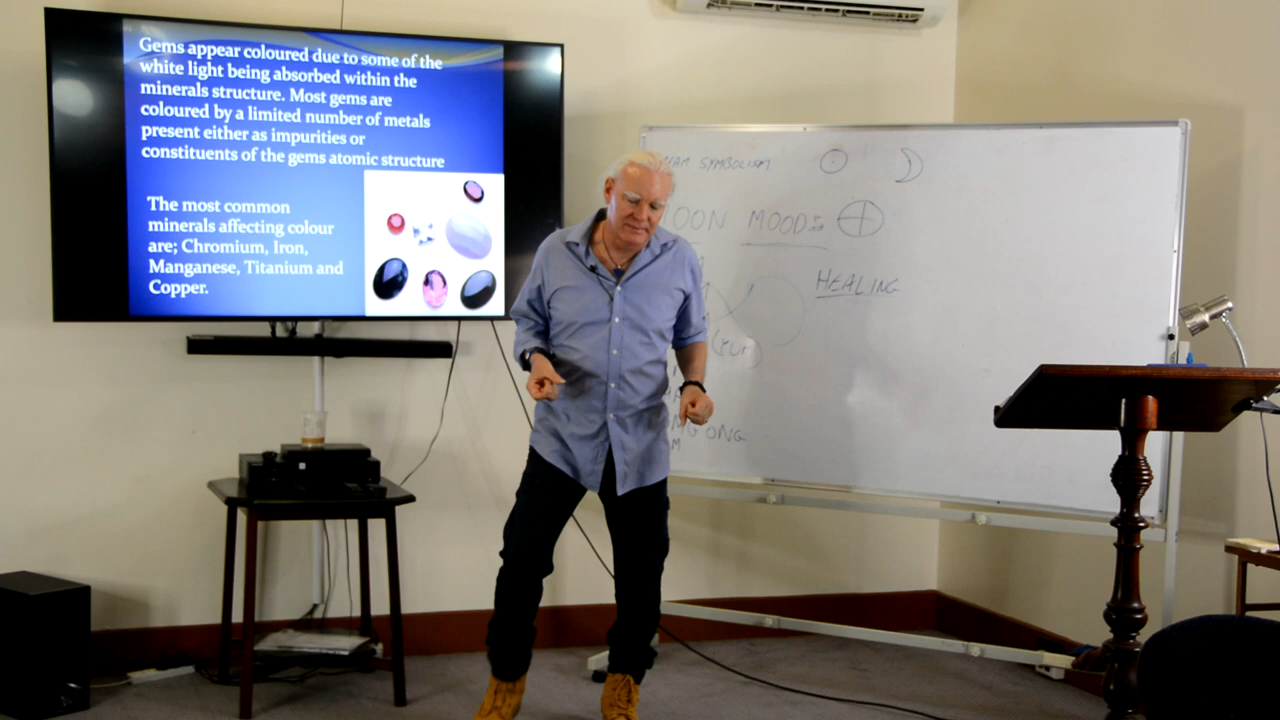 Gems appear coloured due to some of the
white light being absorbed within the
minerals structure. Most gems are
coloured by a limited number of metals
present either as impurities or
constituents of the gems atomic structure
The most common
minerals affecting colour
are; Chromium, Iron,
Manganese, Titanium and
Copper.
SYMBOLISM
MOODS
HEALING
ONG